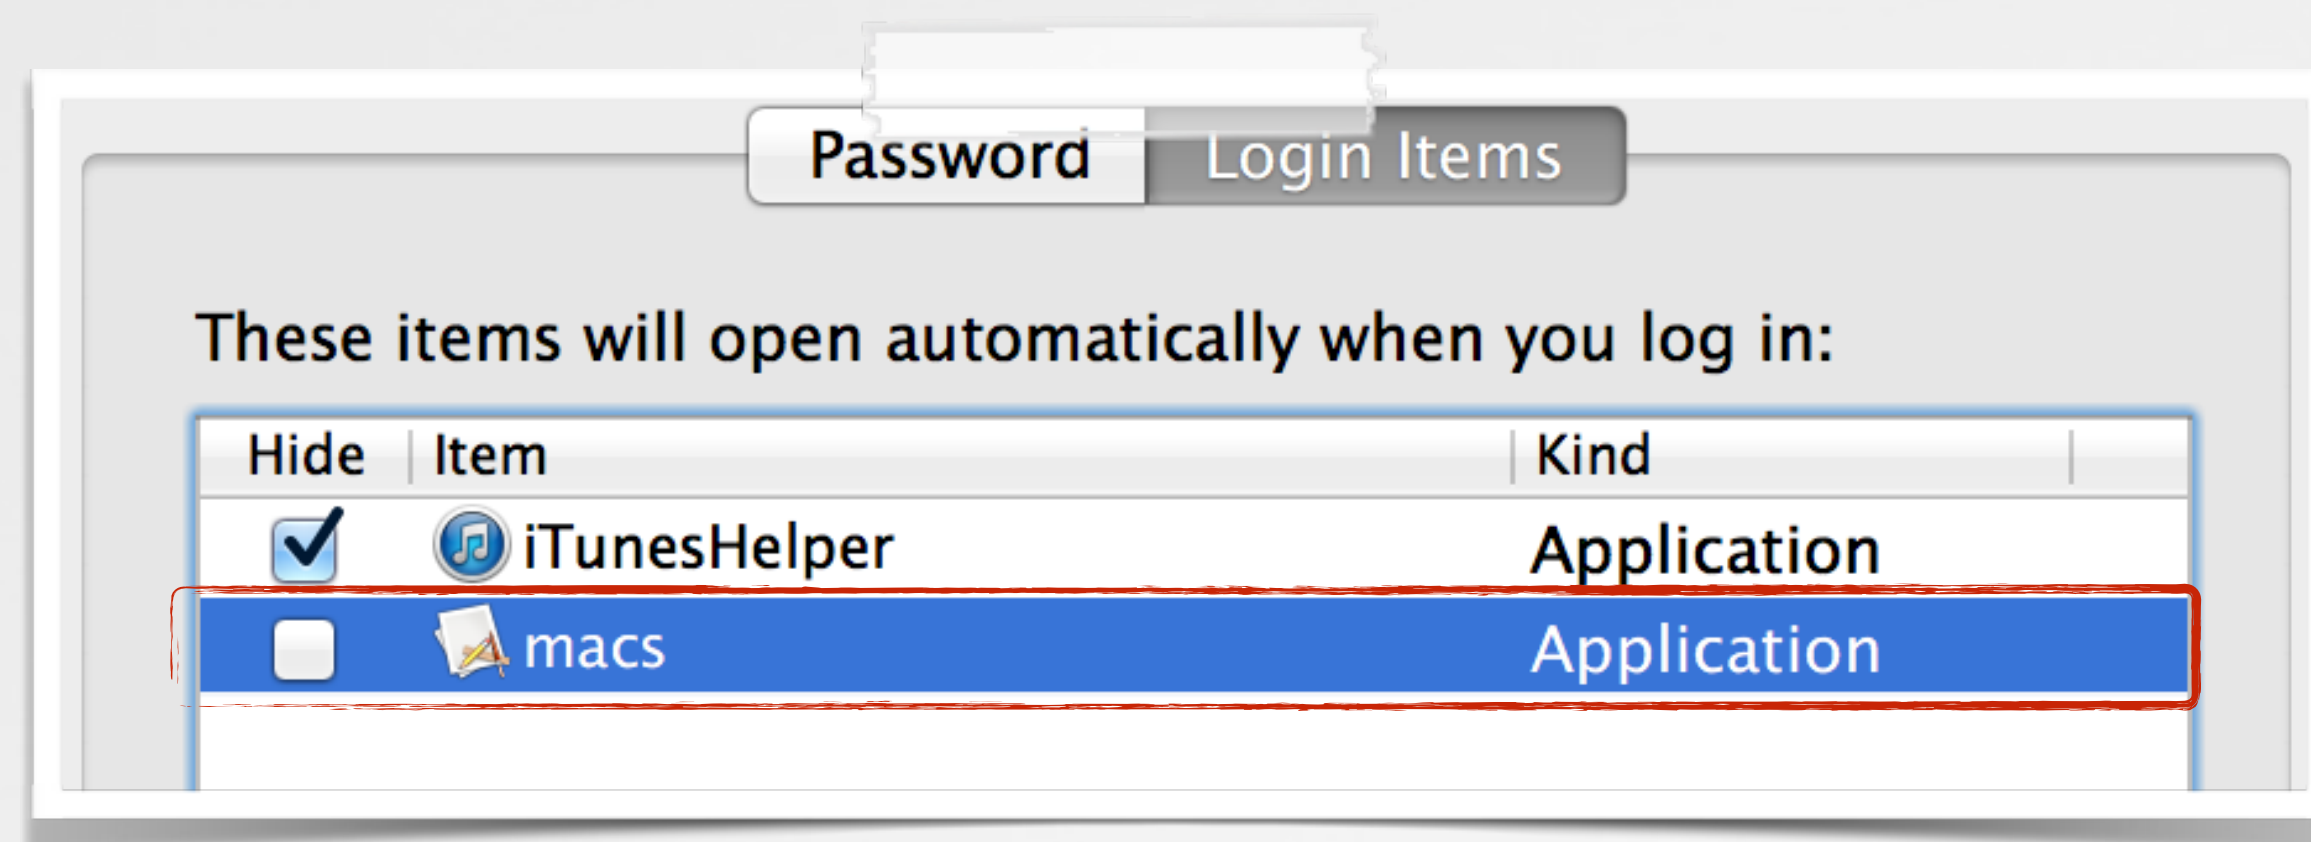 Password Login Items
These items will open automatically when you log in:
Hide Item Kind
iTunesHelper Application
macs Application